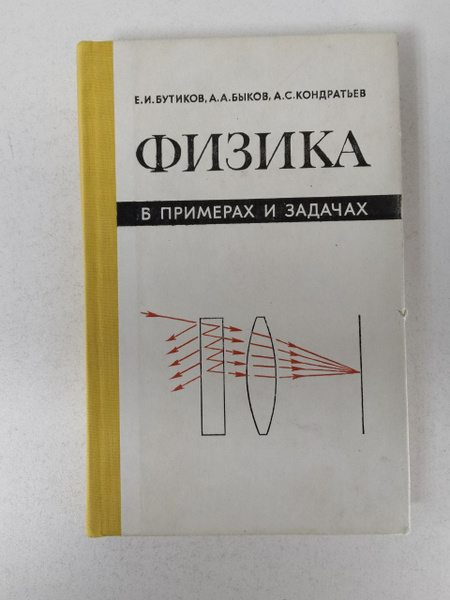 Е.И.БУТИКОВ, А.А.БЫКОВ, А.С.КОНДРАТЬЕВ
ФИЗИКА
В ПРИМЕРАХ И ЗАДАЧАХ